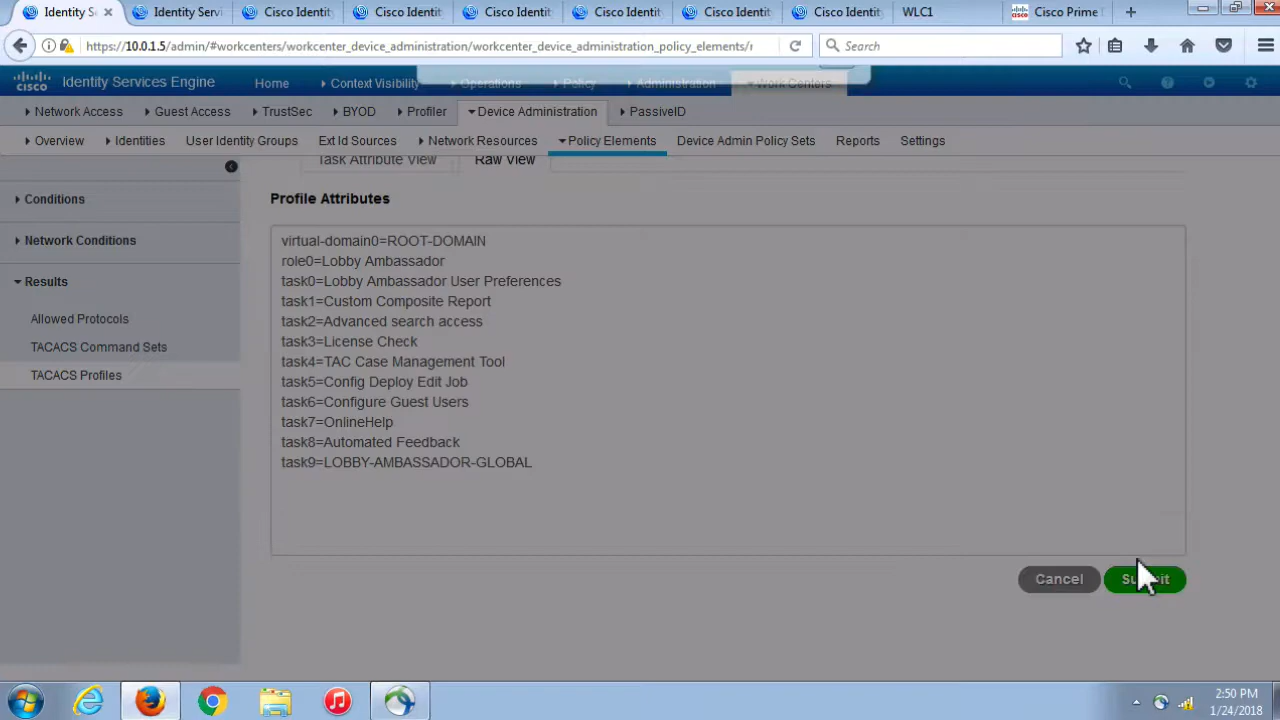 Identity S
Identity Servi
Cisco Identit
Cisco Identit
Cisco Identit
Cisco Identit
Cisco Identit
Cisco Identit
WLC1
Cisco Prime
https://10.0.1.5/admin/#workcenters/workcenter_device_administration/workcenter_device_administration_policy_elements/r
Search
cisco
Identity Services Engine
Home
Context Visibility
Operations
Policy
Administration
Work Centers
Network Access
Guest Access
TrustSec
BYOD
Profiler
Device Administration
PassiveID
Overview
Identities
User Identity Groups
Ext Id Sources
Network Resources
Policy Elements
Device Admin Policy Sets
Reports
Settings
Conditions
Network Conditions
Results
Allowed Protocols
TACACS Command Sets
TACACS Profiles
Task Attribute View
Raw View
Profile Attributes
virtual-domain0=ROOT-DOMAIN
role0=Lobby Ambassador
task0=Lobby Ambassador User Preferences
task1=Custom Composite Report
task2=Advanced search access
task3=License Check
task4=TAC Case Management Tool
task5=Config Deploy Edit Job
task6=Configure Guest Users
task7=OnlineHelp
task8=Automated Feedback
task9=LOBBY-AMBASSADOR-GLOBAL
Cancel
Submit
2:50 PM
1/24/2018